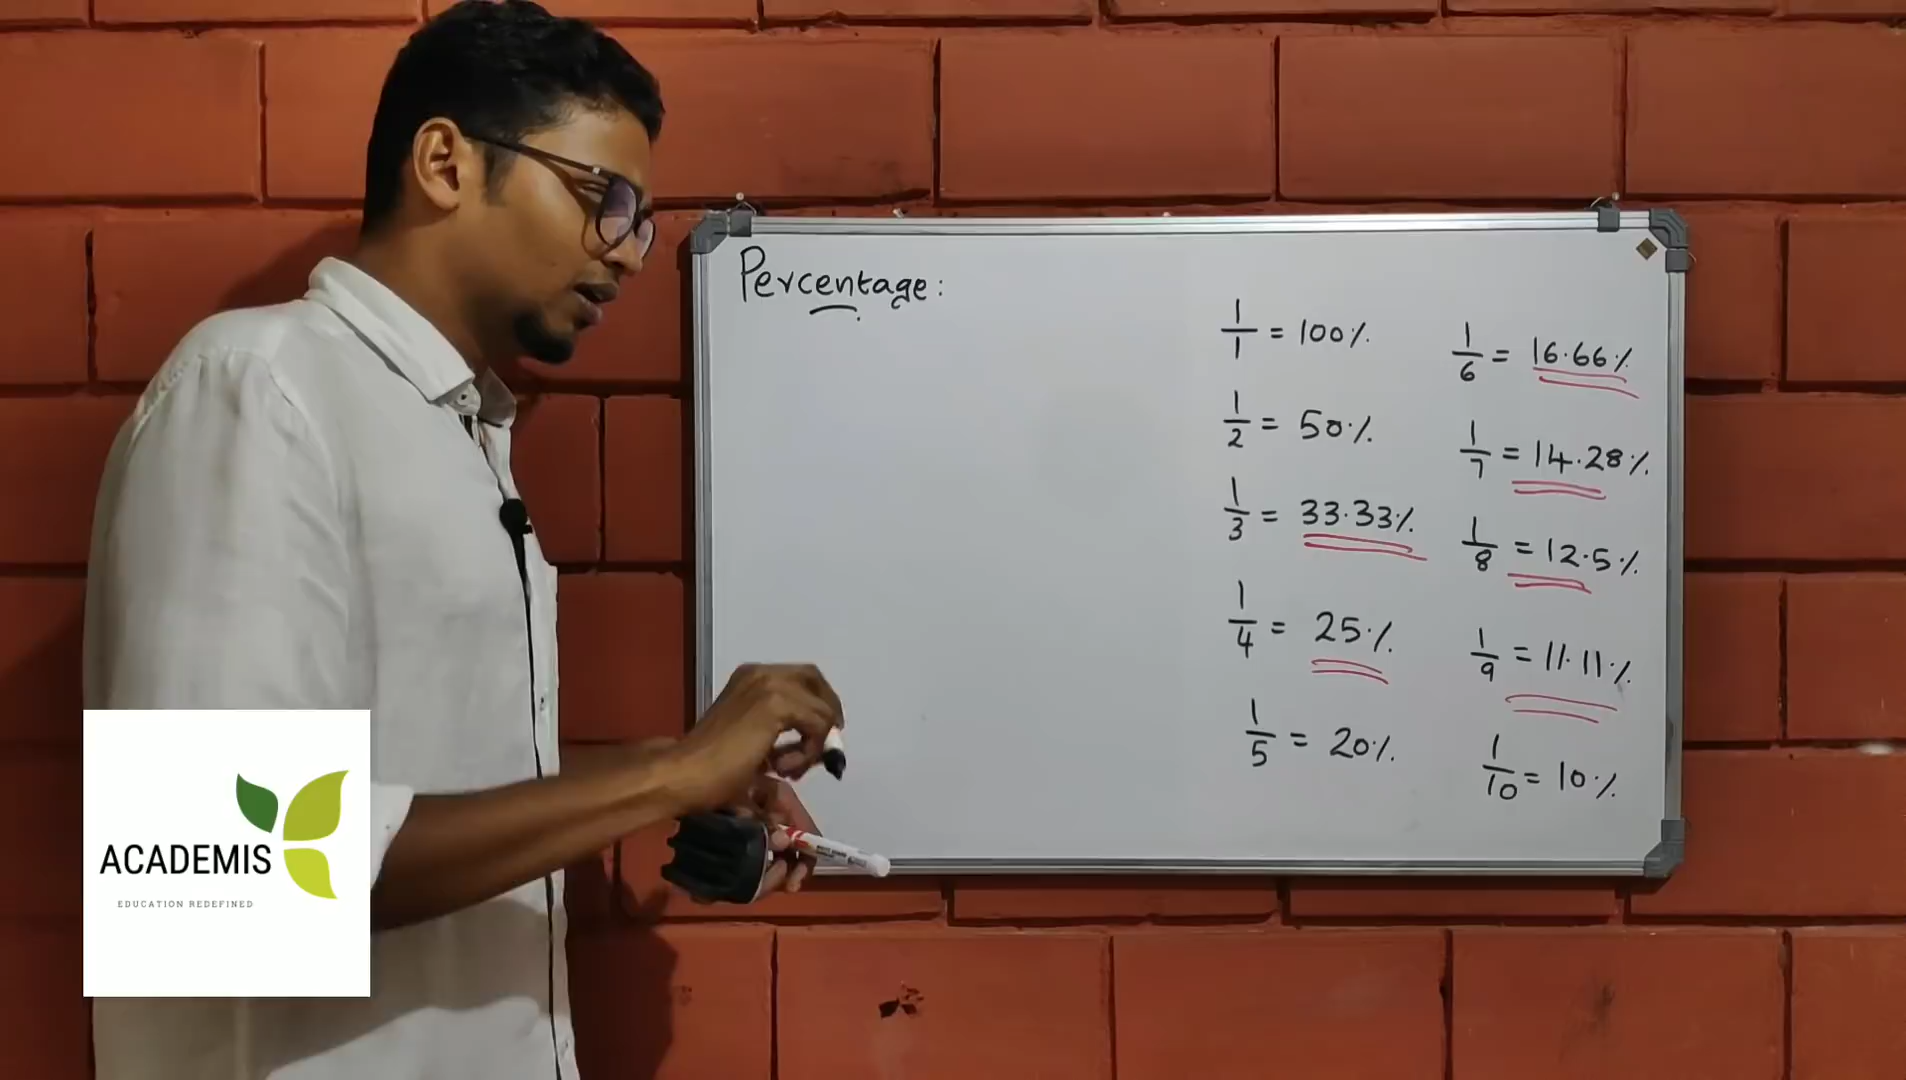 Percentage:
1/1 = 100%
1/2 = 50%
1/3 = 33.33%
1/4 = 25%
1/5 = 20%
1/6 = 16.66%
1/7 = 14.28%
1/8 = 12.5%
1/9 = 11.11%
1/10 = 10%
ACADEMIS
EDUCATION REDEFINED